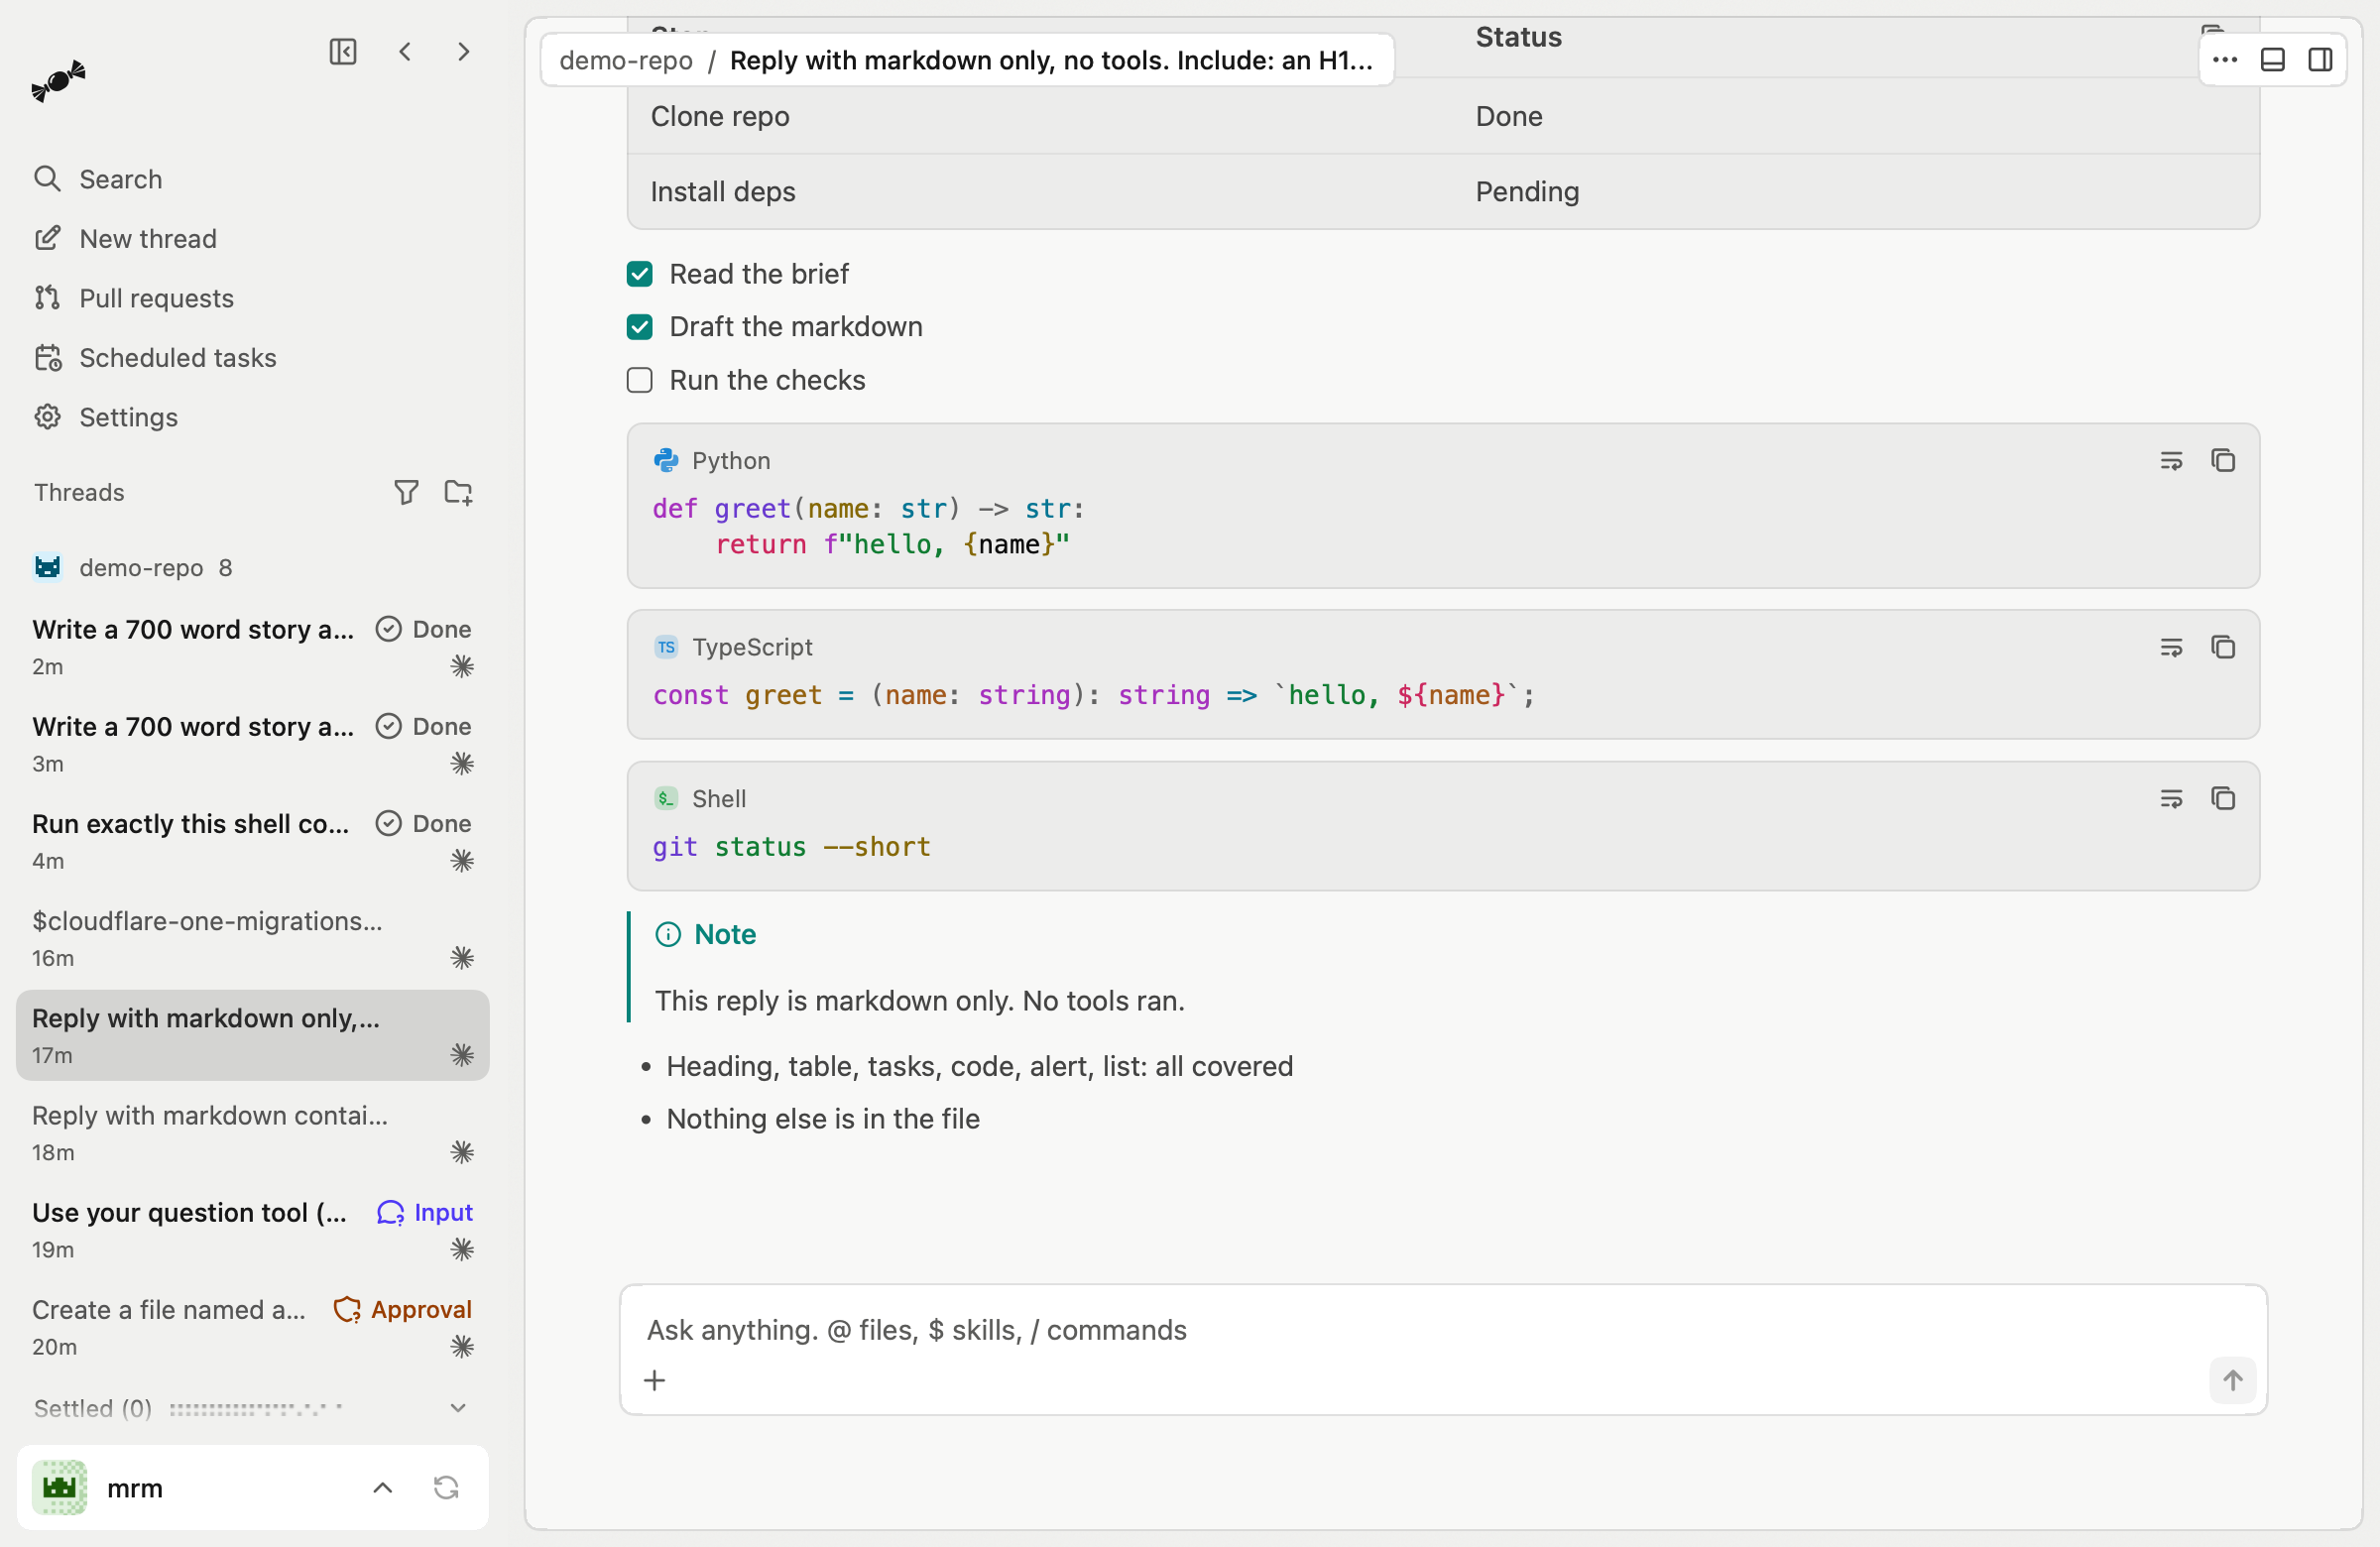 Search
New thread
Pull requests
Scheduled tasks
Settings
Threads
demo-repo 8
Write a 700 word story a... Done
2m
Write a 700 word story a... Done
3m
Run exactly this shell co... Done
4m
$cloudflare-one-migrations...
16m
Reply with markdown only,...
17m
Reply with markdown contai...
18m
Use your question tool (... Input
19m
Create a file named a... Approval
20m
Settled (0)
mrm
demo-repo / Reply with markdown only, no tools. Include: an H1...
Status
Clone repo Done
Install deps Pending
Read the brief
Draft the markdown
Run the checks
Python
def greet(name: str) -> str:
    return f"hello, {name}"
TS TypeScript
const greet = (name: string): string => `hello, ${name}`;
$_ Shell
git status --short
Note
This reply is markdown only. No tools ran.
• Heading, table, tasks, code, alert, list: all covered
• Nothing else is in the file
Ask anything. @ files, $ skills, / commands